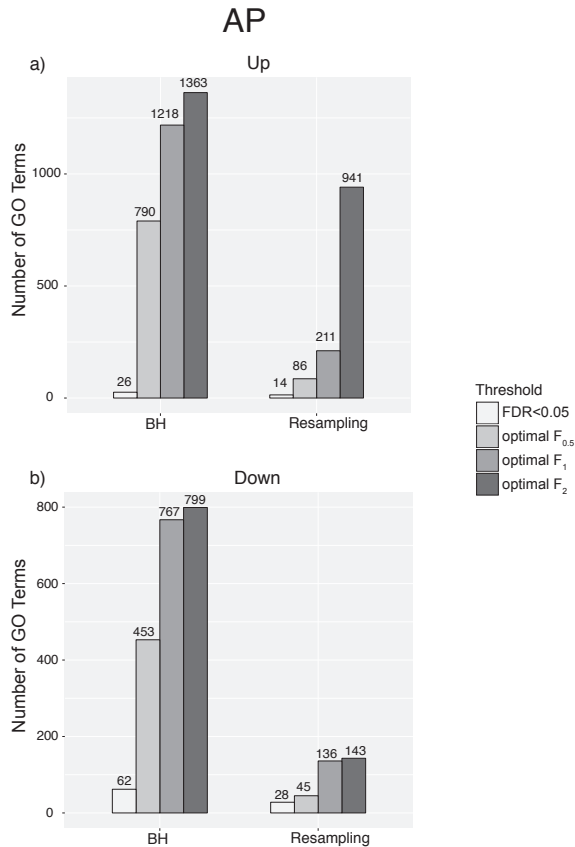 AP
a) Up
Number of GO Terms
1000
500
0
26
790
1218
1363
14
86
211
941
BH Resampling
Threshold
FDR<0.05
optimal F0.5
optimal F1
optimal F2
b) Down
Number of GO Terms
800
600
400
200
0
62
453
767
799
28
45
136
143
BH Resampling